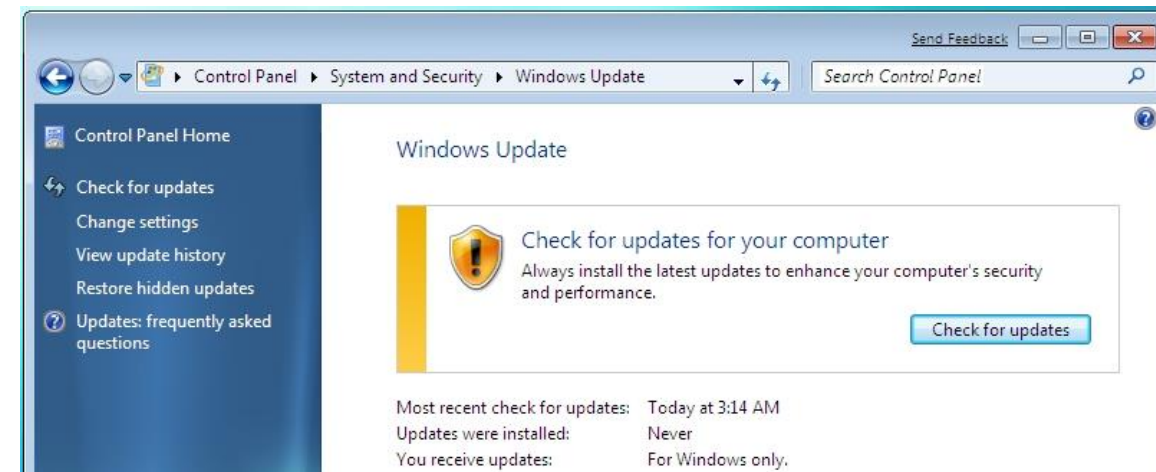 Send Feedback
Control Panel System and Security Windows Update
Search Control Panel
Control Panel Home
Check for updates
Change settings
View update history
Restore hidden updates
Updates: frequently asked
questions
Windows Update
Check for updates for your computer
Always install the latest updates to enhance your computer's security
and performance.
Check for updates
Most recent check for updates: Today at 3:14 AM
Updates were installed: Never
You receive updates: For Windows only.